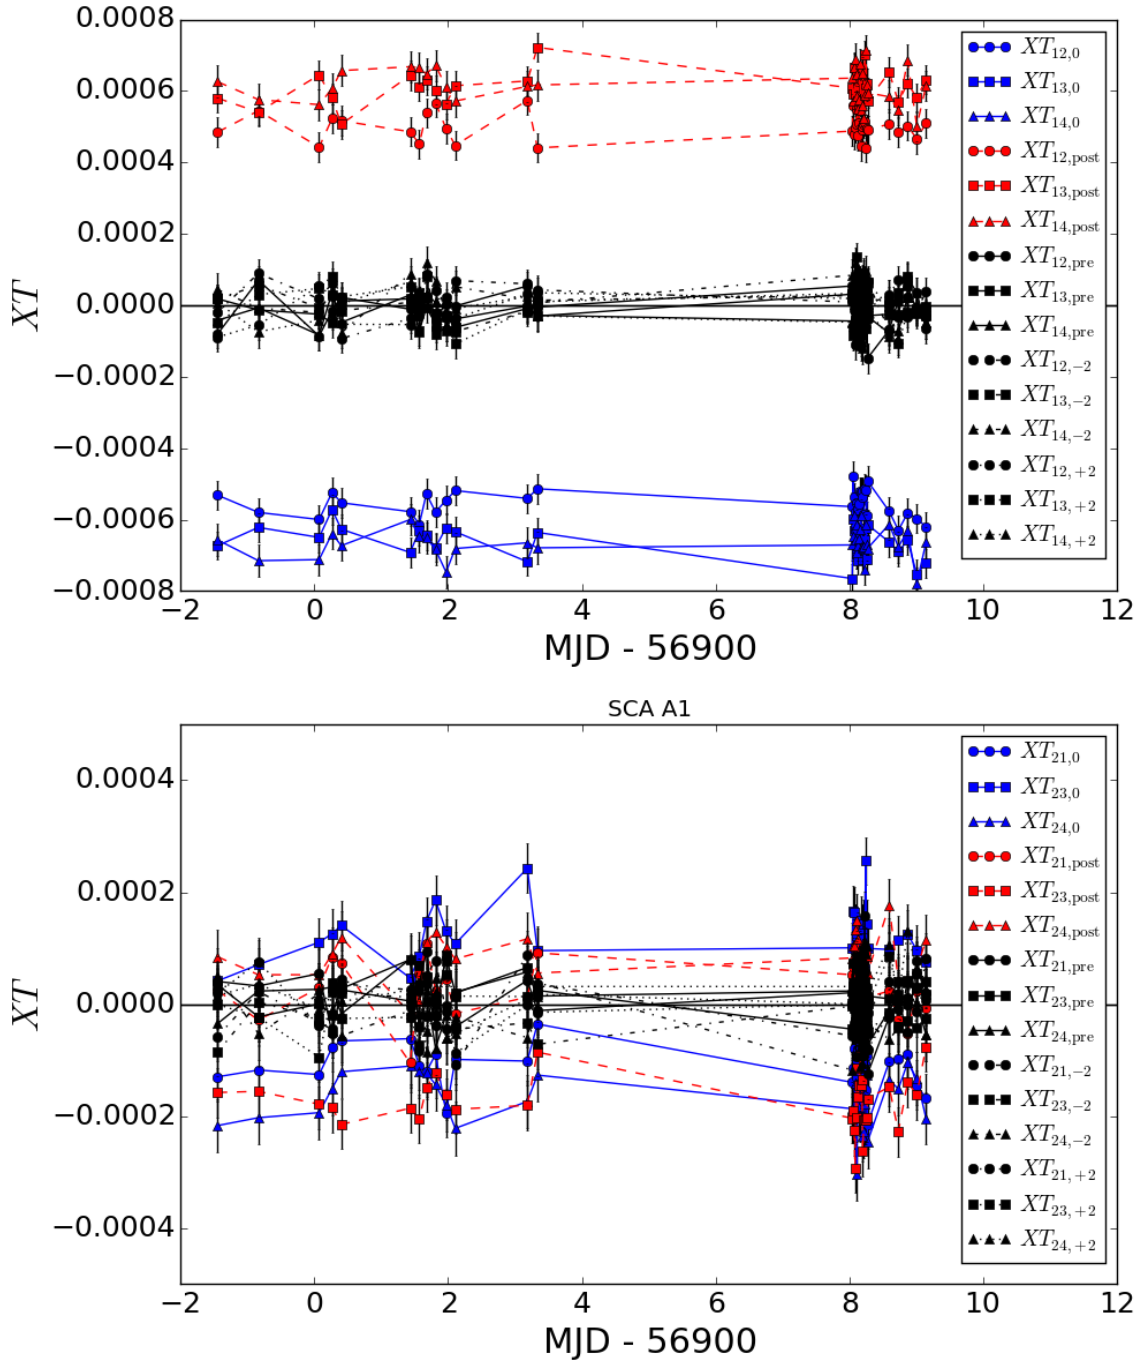 0.0008
0.0006
0.0004
0.0002
0.0000
−0.0002
−0.0004
−0.0006
−0.0008
XT
−2 0 2 4 6 8 10 12
MJD - 56900
XT12,0
XT13,0
XT14,0
XT12,post
XT13,post
XT14,post
XT12,pre
XT13,pre
XT14,pre
XT12,−2
XT13,−2
XT14,−2
XT12,+2
XT13,+2
XT14,+2
SCA A1
0.0004
0.0002
0.0000
−0.0002
−0.0004
XT
−2 0 2 4 6 8 10 12
MJD - 56900
XT21,0
XT23,0
XT24,0
XT21,post
XT23,post
XT24,post
XT21,pre
XT23,pre
XT24,pre
XT21,−2
XT23,−2
XT24,−2
XT21,+2
XT23,+2
XT24,+2